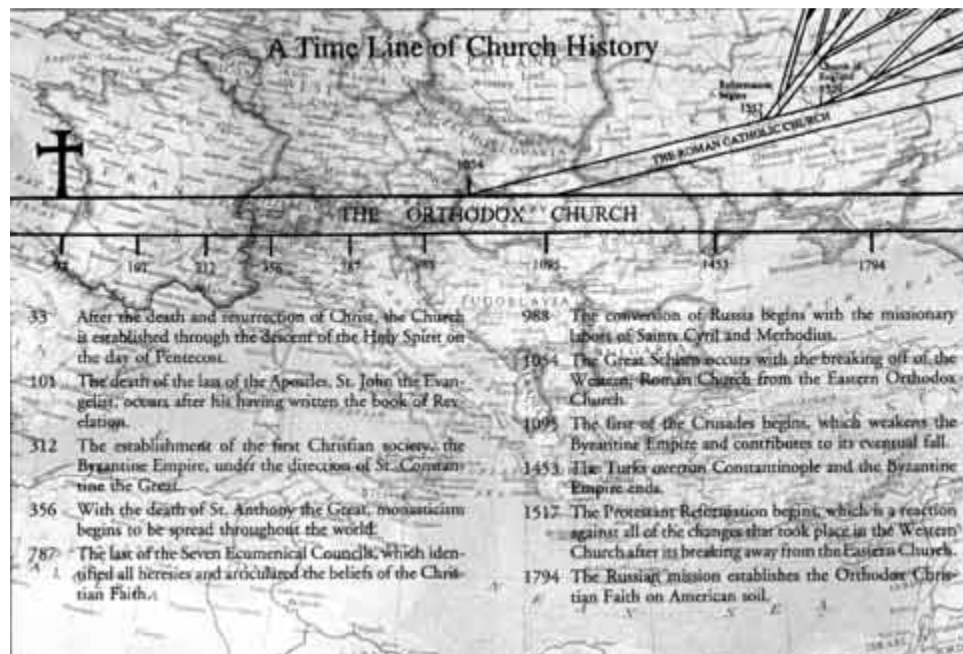 A Time Line of Church History
POLAND
Church of
England
Reformation
begins
1517
THE ROMAN CATHOLIC CHURCH
1054
THE ORTHODOX CHURCH
33 101 312 356 787 988 1095 1453 1794
YUGOSLAVIA
33 After the death and resurrection of Christ, the Church
is established through the descent of the Holy Spirit on
the day of Pentecost.
101 The death of the last of the Apostles, St. John the Evan-
gelist, occurs after his having written the book of Rev-
elation.
312 The establishment of the first Christian society, the
Byzantine Empire, under the direction of St. Constan-
tine the Great.
356 With the death of St. Anthony the Great, monasticism
begins to be spread throughout the world.
787 The last of the Seven Ecumenical Councils, which iden-
tified all heresies and articulated the beliefs of the Chris-
tian Faith.
988 The conversion of Russia begins with the missionary
labors of Saints Cyril and Methodius.
1054 The Great Schism occurs with the breaking off of the
Western, Roman Church from the Eastern Orthodox
Church.
1095 The first of the Crusades begins, which weakens the
Byzantine Empire and contributes to its eventual fall.
1453 The Turks overrun Constantinople and the Byzantine
Empire ends.
1517 The Protestant Reformation begins, which is a reaction
against all of the changes that took place in the Western
Church after its breaking away from the Eastern Church.
1794 The Russian mission establishes the Orthodox Chris-
tian Faith on American soil.